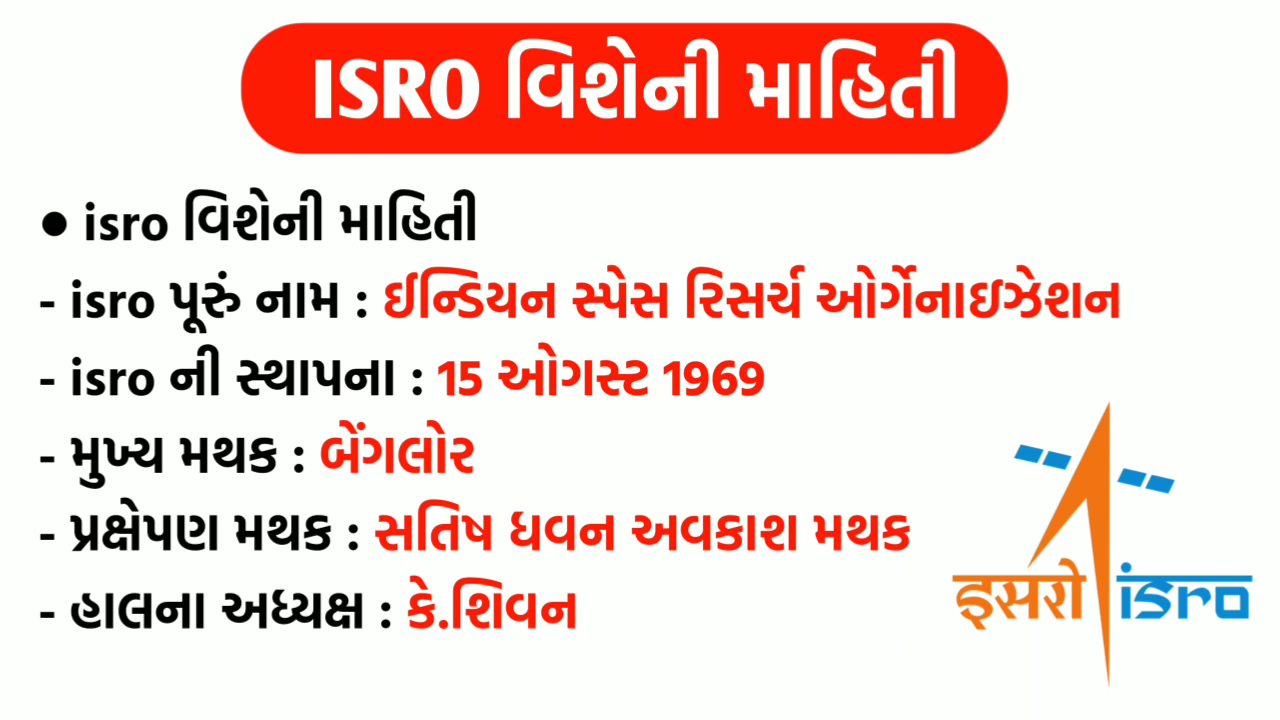 ISRO વિશેની માહિતી
● isro વિશેની માહિતી
- isro પૂરું નામ : ઈન્ડિયન સ્પેસ રિસર્ચ ઓર્ગેનાઇઝેશન
- isro ની સ્થાપના : 15 ઓગસ્ટ 1969
- મુખ્ય મથક : બેંગલોર
- પ્રક્ષેપણ મથક : સતિષ ધવન અવકાશ મથક
- હાલના અધ્યક્ષ : કે.શિવન
इसरो isro